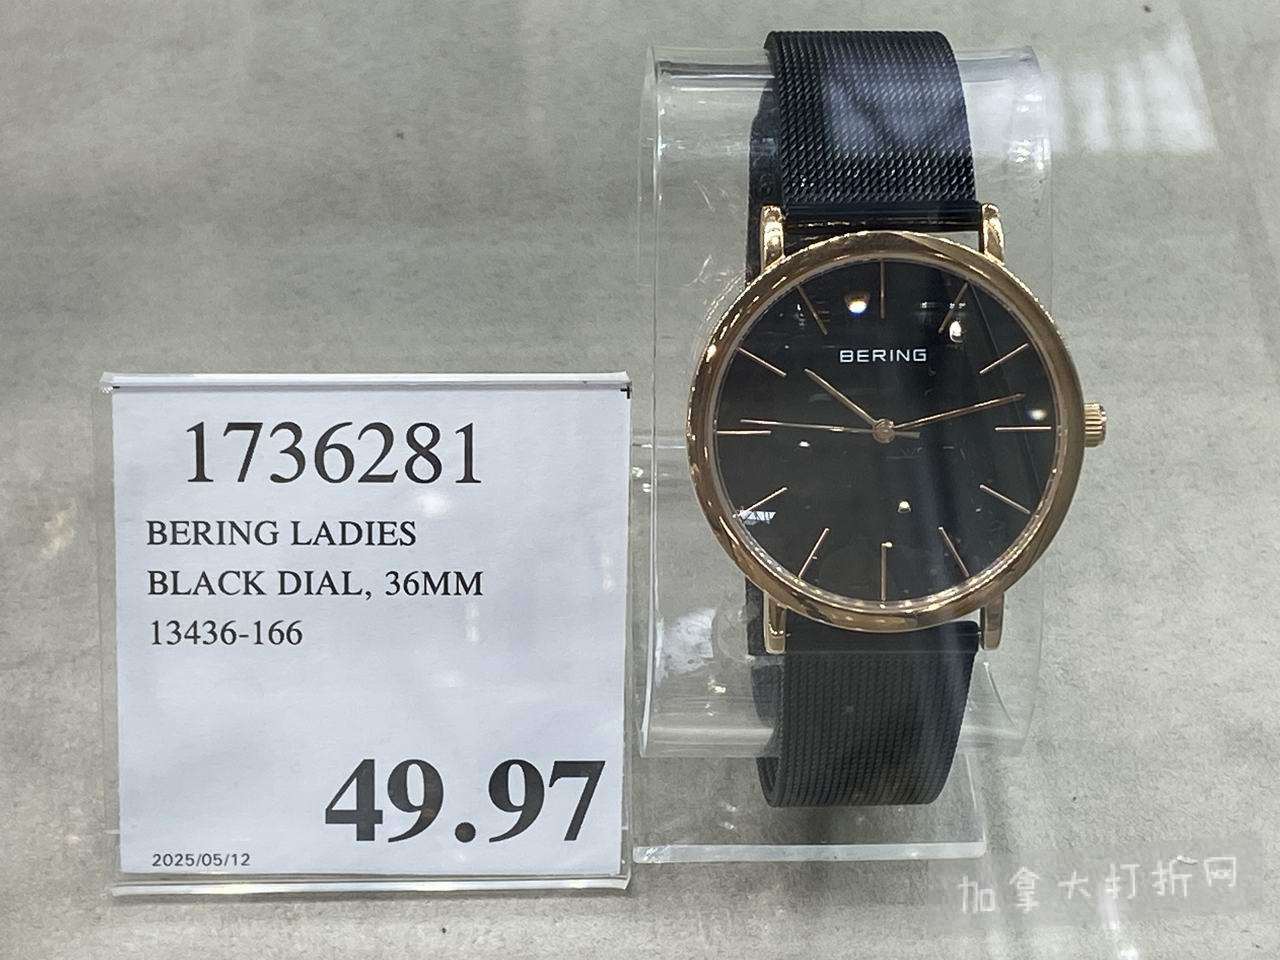 1736281
BERING LADIES
BLACK DIAL, 36MM
13436-166
49.97
2025/05/12
BERING
加拿大打折网